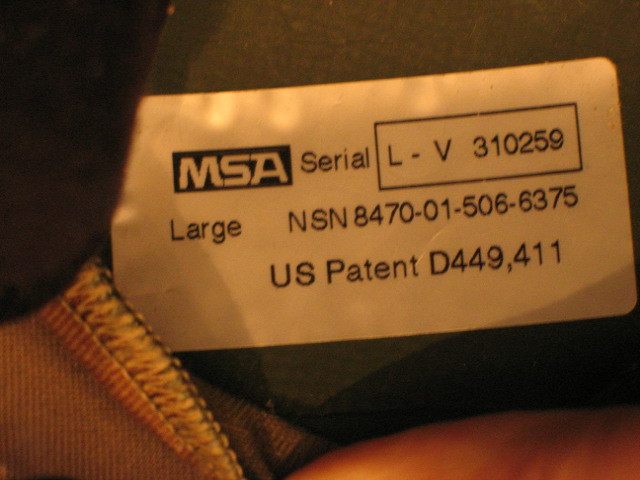 MSA Serial L - V 310259
Large NSN 8470-01-506-6375
US Patent D449,411